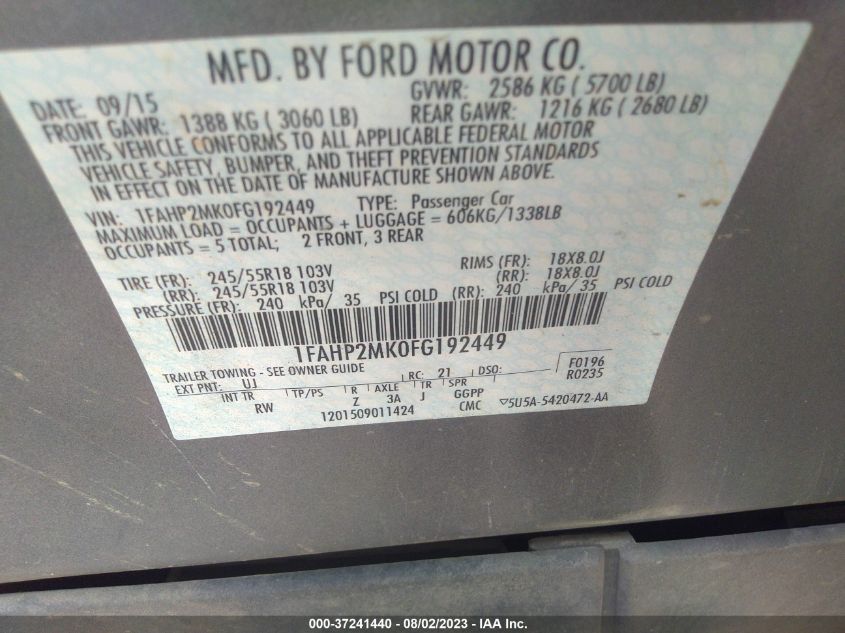 MFD. BY FORD MOTOR CO.
DATE: 09/15 GVWR: 2586 KG ( 5700 LB)
FRONT GAWR: 1388 KG ( 3060 LB) REAR GAWR: 1216 KG ( 2680 LB)
THIS VEHICLE CONFORMS TO ALL APPLICABLE FEDERAL MOTOR
VEHICLE SAFETY, BUMPER, AND THEFT PREVENTION STANDARDS
IN EFFECT ON THE DATE OF MANUFACTURE SHOWN ABOVE.
VIN: 1FAHP2MK0FG192449 TYPE: Passenger Car
MAXIMUM LOAD = OCCUPANTS + LUGGAGE = 606KG/1338LB
OCCUPANTS = 5 TOTAL; 2 FRONT, 3 REAR
TIRE (FR): 245/55R18 103V RIMS (FR): 18X8.0J
(RR): 245/55R18 103V (RR): 18X8.0J
PRESSURE (FR): 240 kPa/ 35 PSI COLD (RR): 240 kPa/ 35 PSI COLD
1FAHP2MK0FG192449
TRAILER TOWING - SEE OWNER GUIDE F0196
EXT PNT: UJ RC: 21 DSO: R0235
INT TR TP/PS R AXLE TR SPR
RW Z 3A J GGPP
1201509011424 CMC ▽5U5A-5420472-AA
000-37241440 - 08/02/2023 - IAA Inc.